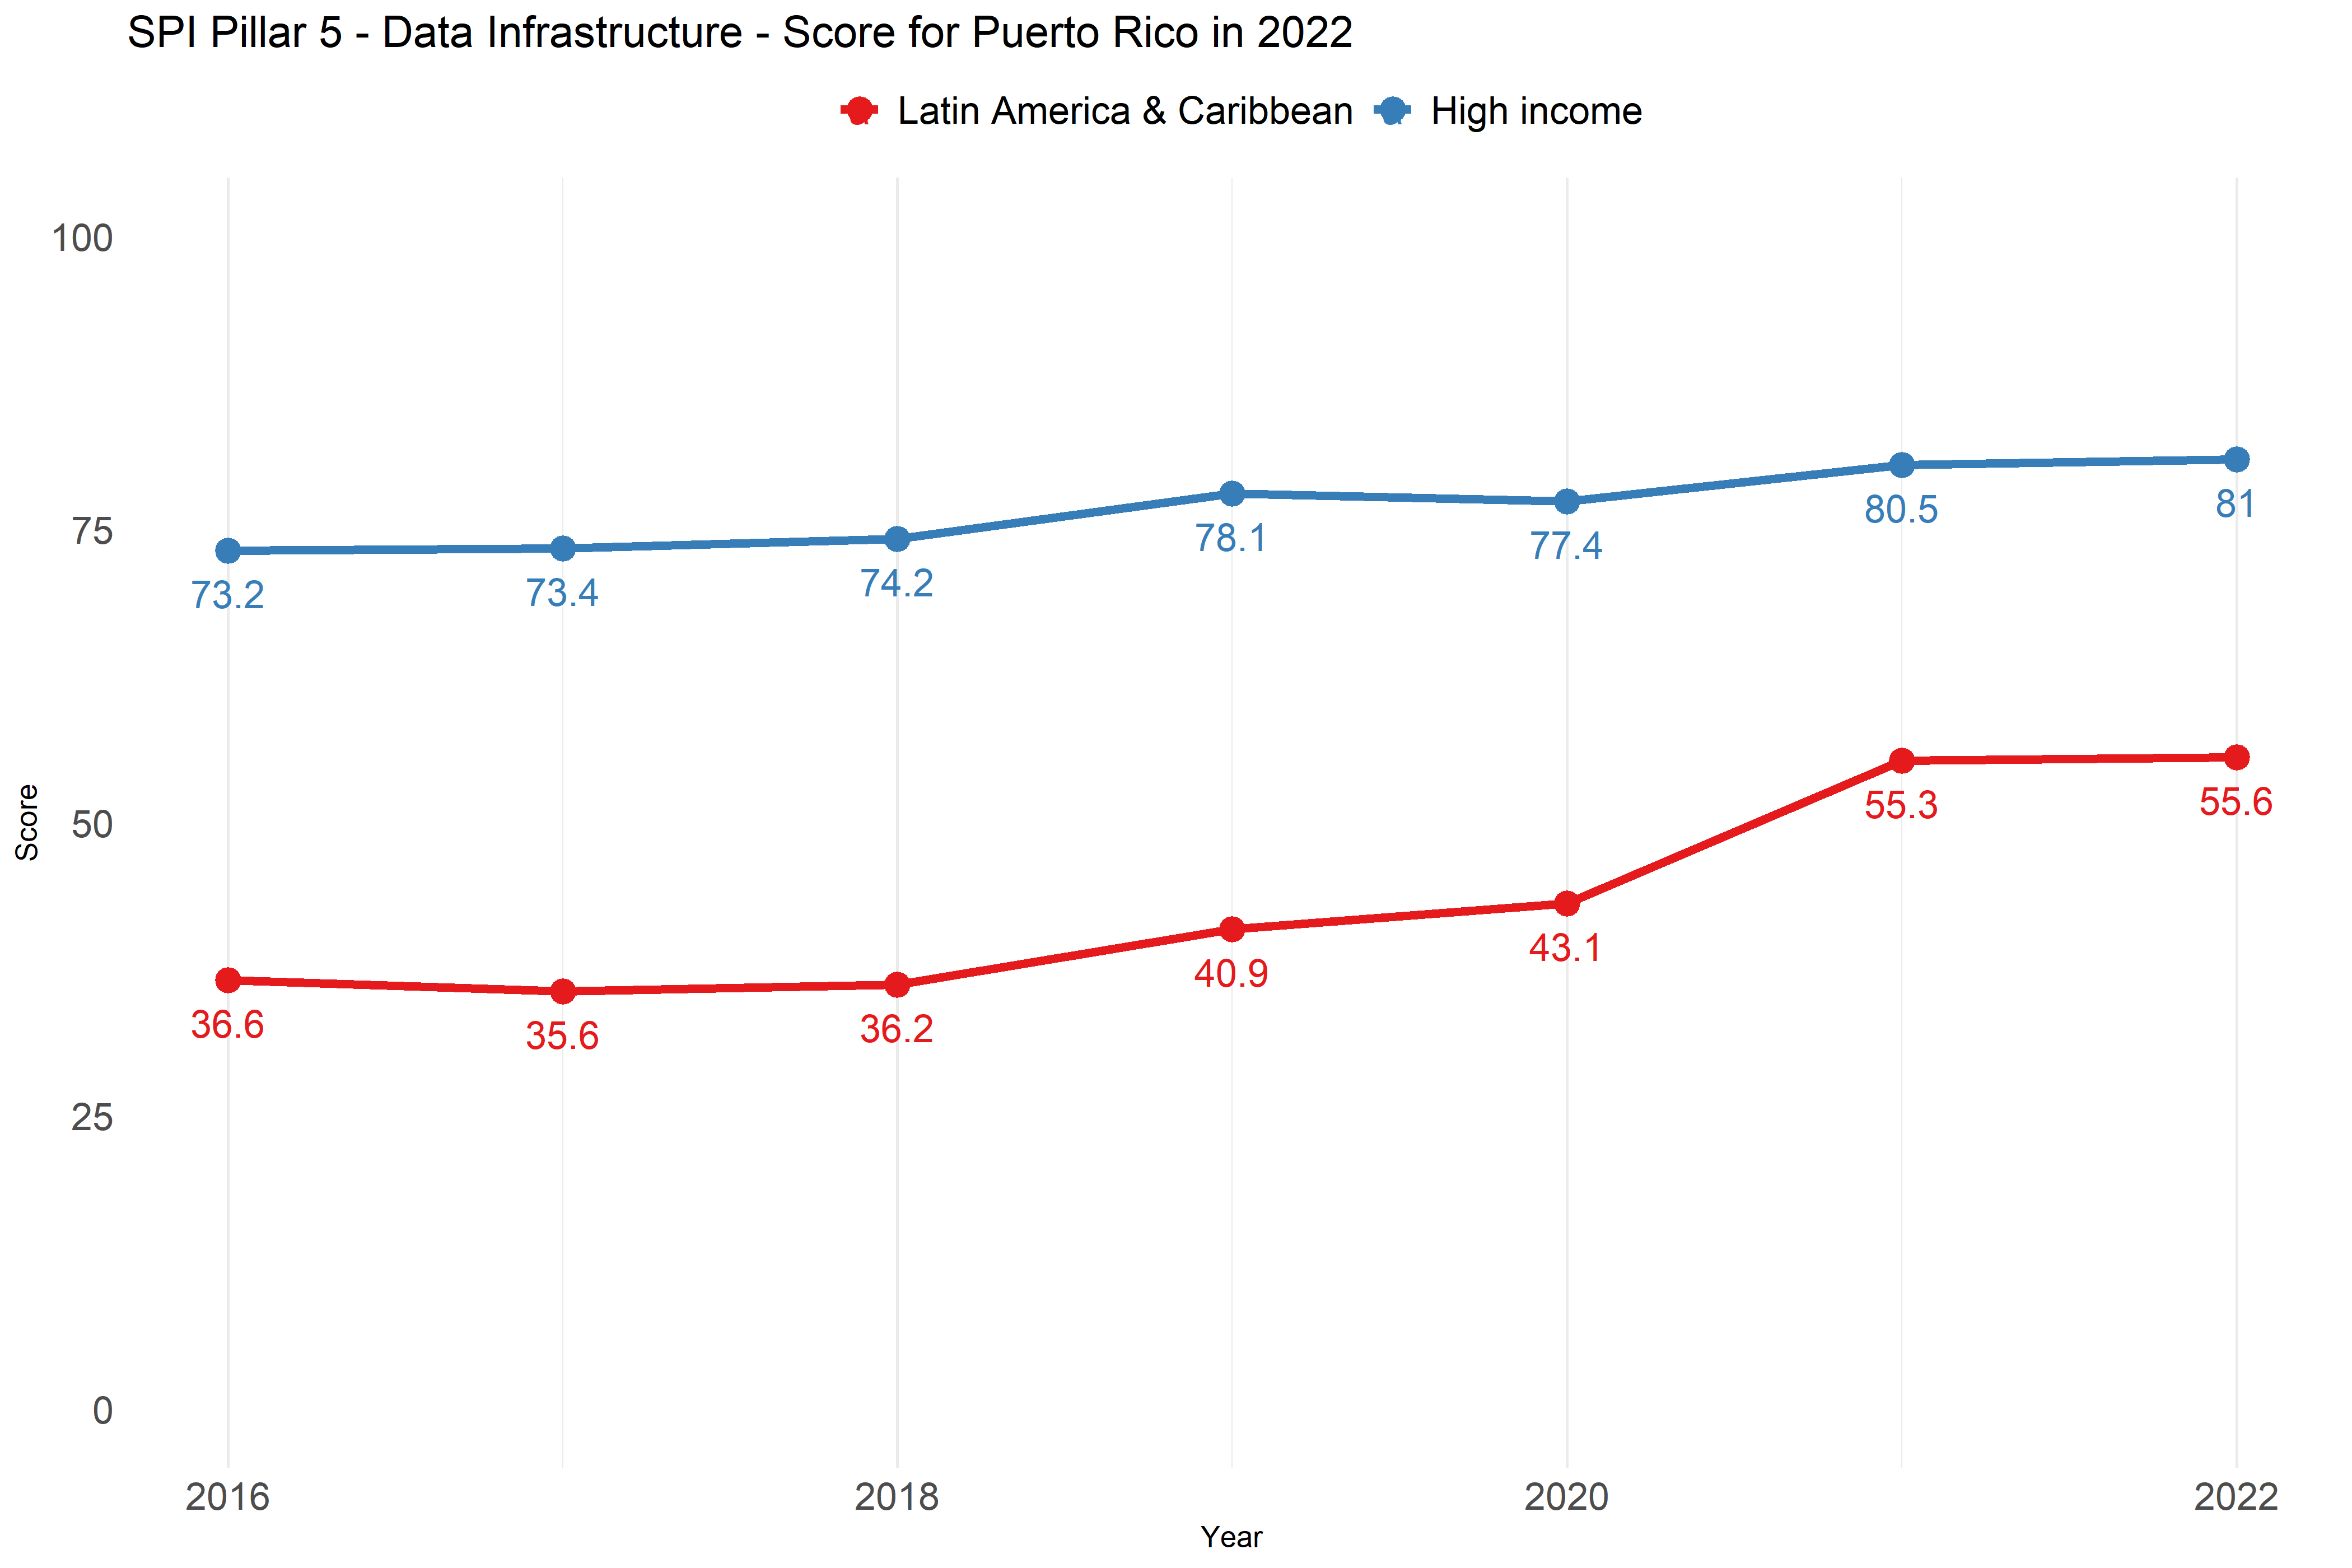 SPI Pillar 5 - Data Infrastructure - Score for Puerto Rico in 2022
Latin America & Caribbean High income
100
75
50
25
0
Score
73.2 73.4 74.2 78.1 77.4 80.5 81
36.6 35.6 36.2 40.9 43.1 55.3 55.6
2016 2018 2020 2022
Year